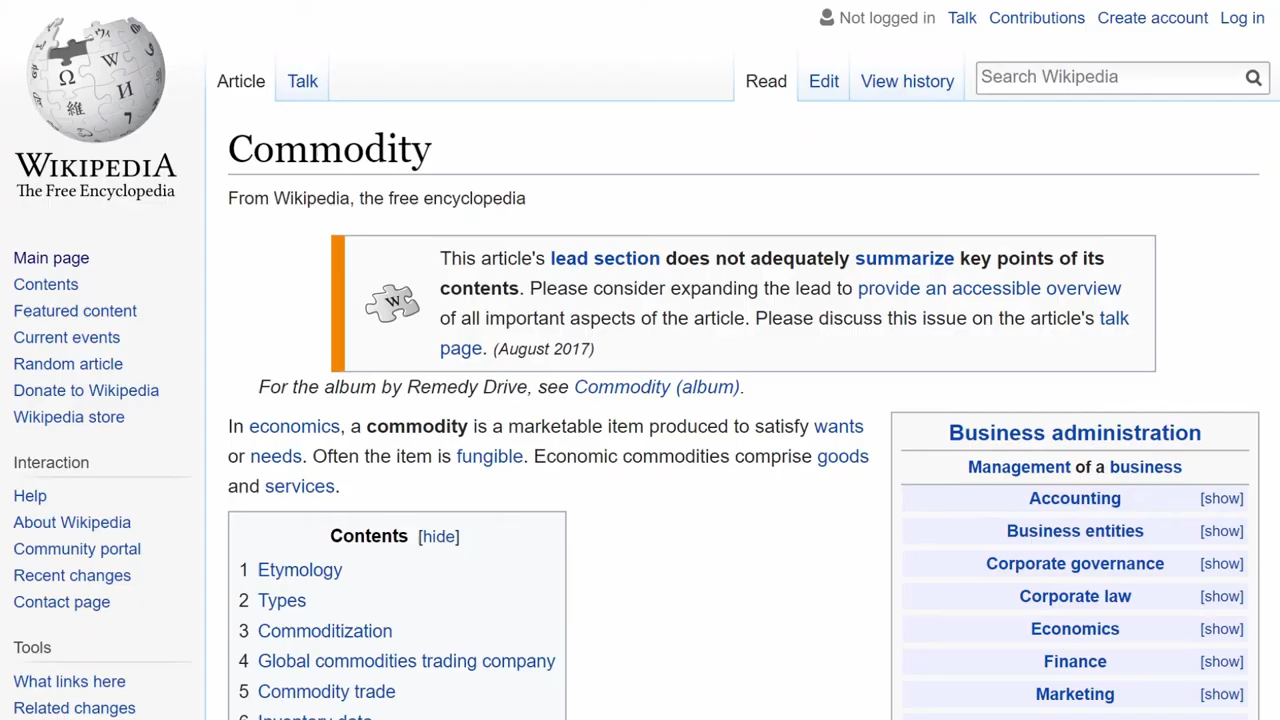 Not logged in Talk Contributions Create account Log in
WIKIPEDIA
The Free Encyclopedia
Article Talk Read Edit View history Search Wikipedia
Commodity
From Wikipedia, the free encyclopedia
This article's lead section does not adequately summarize key points of its
contents. Please consider expanding the lead to provide an accessible overview
of all important aspects of the article. Please discuss this issue on the article's talk
page. (August 2017)
For the album by Remedy Drive, see Commodity (album).
In economics, a commodity is a marketable item produced to satisfy wants
or needs. Often the item is fungible. Economic commodities comprise goods
and services.
Contents [hide]
1 Etymology
2 Types
3 Commoditization
4 Global commodities trading company
5 Commodity trade
6 Inventory data
Business administration
Management of a business
Accounting [show]
Business entities [show]
Corporate governance [show]
Corporate law [show]
Economics [show]
Finance [show]
Marketing [show]
Main page
Contents
Featured content
Current events
Random article
Donate to Wikipedia
Wikipedia store
Interaction
Help
About Wikipedia
Community portal
Recent changes
Contact page
Tools
What links here
Related changes